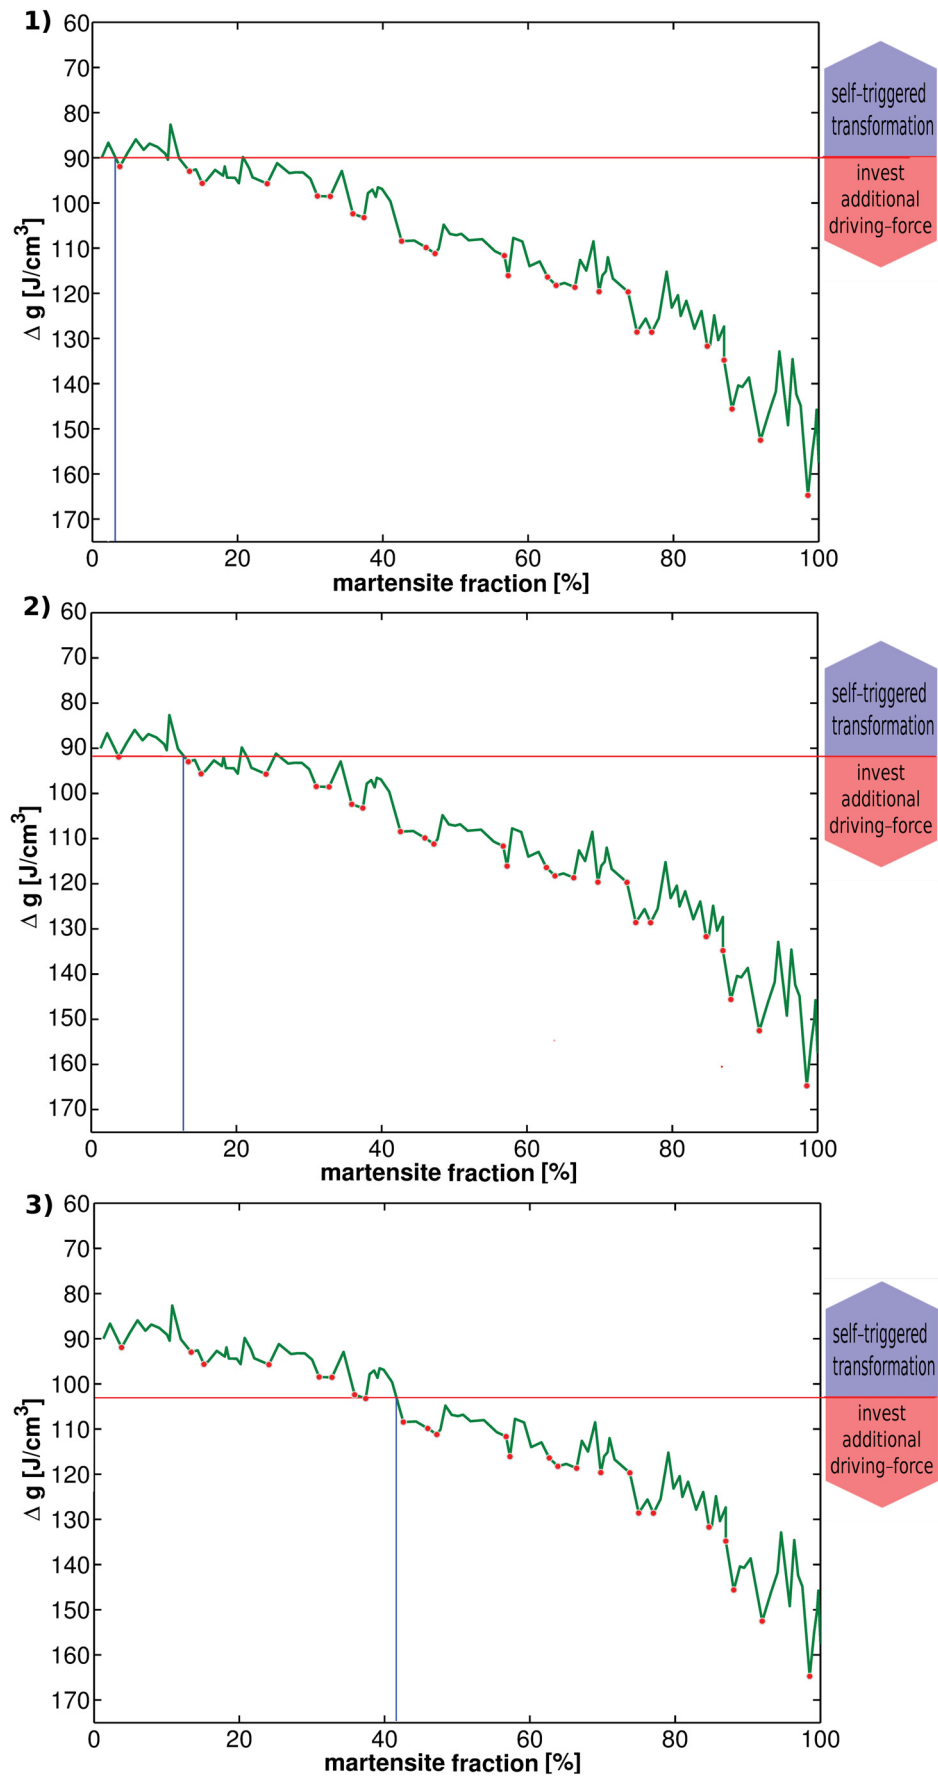 1)
60
70
80
90
100
110
120
130
140
150
160
170
Δ g [J/cm³]
0 20 40 60 80 100
martensite fraction [%]
self-triggered
transformation
invest
additional
driving-force
2)
60
70
80
90
100
110
120
130
140
150
160
170
Δ g [J/cm³]
0 20 40 60 80 100
martensite fraction [%]
self-triggered
transformation
invest
additional
driving-force
3)
60
70
80
90
100
110
120
130
140
150
160
170
Δ g [J/cm³]
0 20 40 60 80 100
martensite fraction [%]
self-triggered
transformation
invest
additional
driving-force